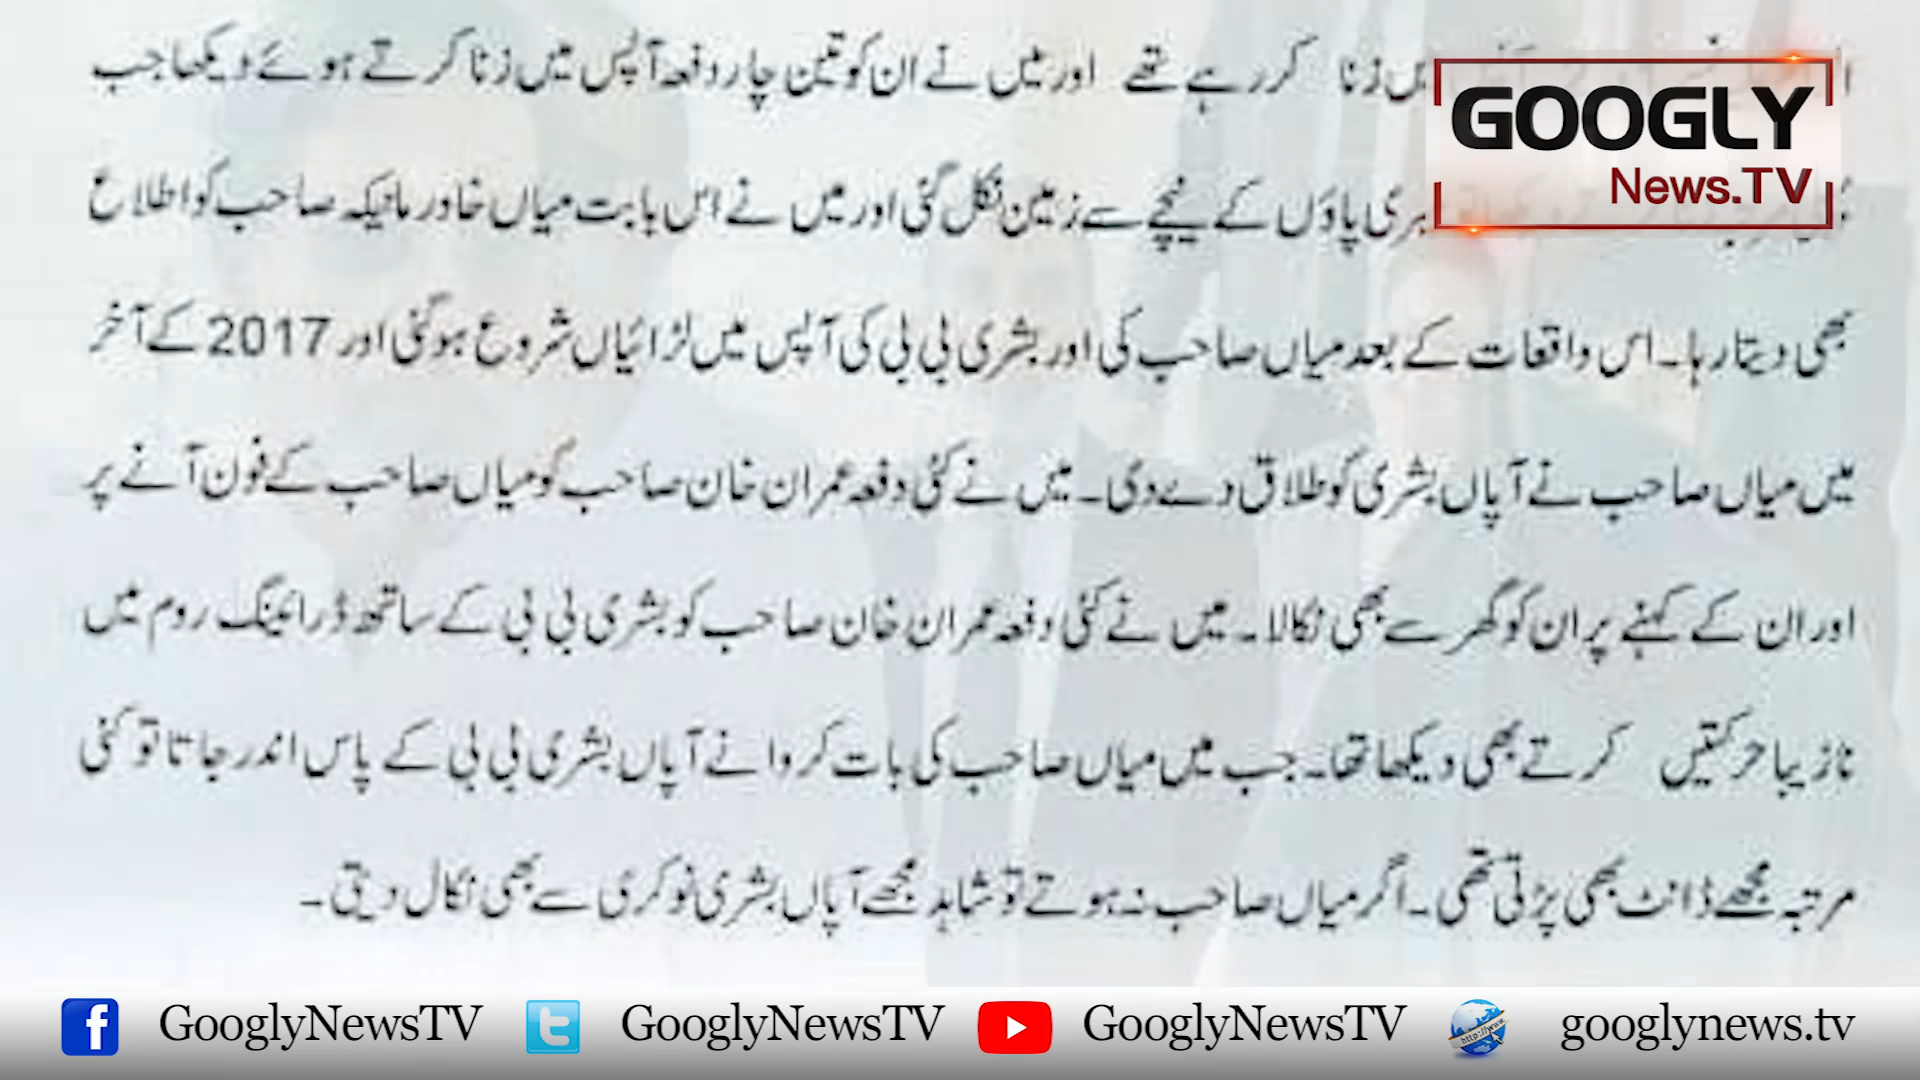 س زنا کر رہے تھے اور میں نے ان کو تین چار دفعہ آپس میں زنا کرتے ہوئے دیکھا جب
میری پاؤں کے نیچے سے زمین نکل گئی اور میں نے اس بابت میاں خاور مانیکہ صاحب کو اطلاع
بھی دیتا رہا۔ اس واقعات کے بعد میاں صاحب کی اور بشری بی بی کی آپس میں لڑائیاں شروع ہوگئی اور 2017 کے آخر
میں میاں صاحب نے آپاں بشری کو طلاق دے دی۔ میں نے کئی دفعہ عمران خان صاحب کو میاں صاحب کے فون آنے پر
اور ان کے کہنے پر ان کو گھر سے بھی نکالا۔ میں نے کئی دفعہ عمران خان صاحب کو بشری بی بی کے ساتھ ڈرائینگ روم میں
نازیبا حرکتیں کرتے بھی دیکھا تھا۔ جب میں میاں صاحب کی بات کروانے آپاں بشری بی بی کے پاس اندر جاتا تو کئی
مرتبہ مجھے ڈانٹ بھی پڑتی تھی۔ اگر میاں صاحب نہ ہوتے تو شاہد مجھے آپاں بشری نوکری سے بھی نکال دیتی۔
GOOGLY
News.TV
GooglyNewsTV GooglyNewsTV GooglyNewsTV googlynews.tv